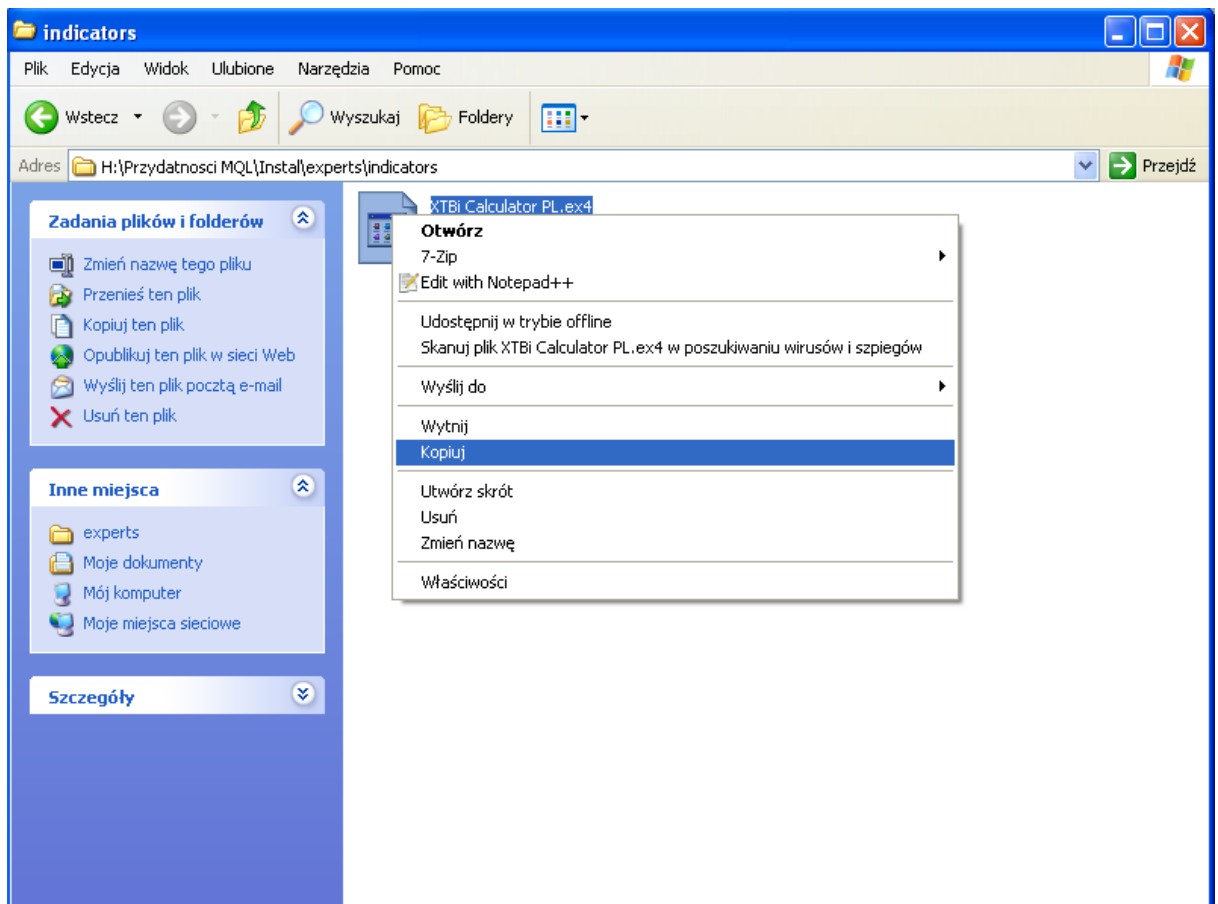 indicators
Plik Edycja Widok Ulubione Narzędzia Pomoc
Wstecz Wyszukaj Foldery
Adres H:\Przydatnosci MQL\Instal\experts\indicators Przejdź
Zadania plików i folderów
Zmień nazwę tego pliku
Przenieś ten plik
Kopiuj ten plik
Opublikuj ten plik w sieci Web
Wyślij ten plik pocztą e-mail
Usuń ten plik
Inne miejsca
experts
Moje dokumenty
Mój komputer
Moje miejsca sieciowe
Szczegóły
XTBi Calculator PL.ex4
Otwórz
7-Zip
Edit with Notepad++
Udostępnij w trybie offline
Skanuj plik XTBi Calculator PL.ex4 w poszukiwaniu wirusów i szpiegów
Wyślij do
Wytnij
Kopiuj
Utwórz skrót
Usuń
Zmień nazwę
Właściwości